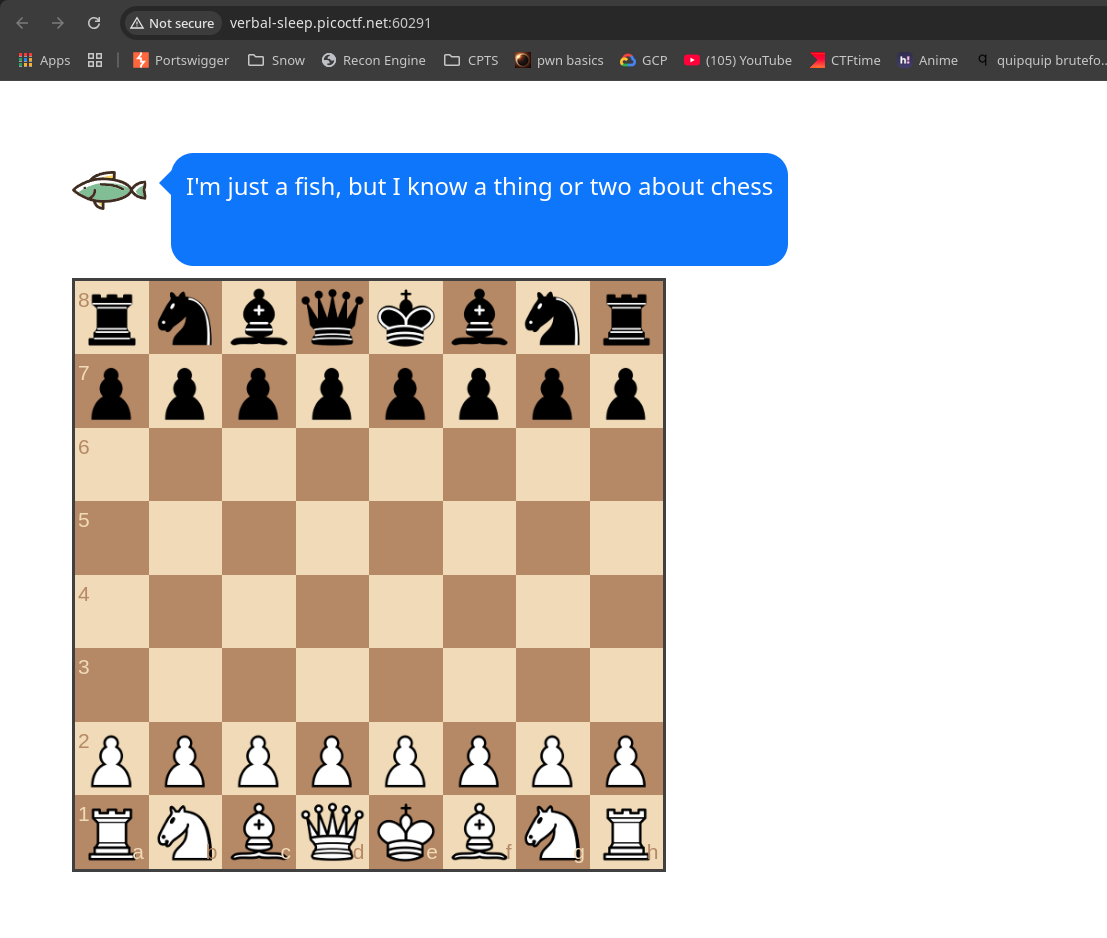 Not secure verbal-sleep.picoctf.net:60291
Apps Portswigger Snow Recon Engine CPTS pwn basics GCP (105) YouTube CTFtime h! Anime q quipquip brutefo..
I'm just a fish, but I know a thing or two about chess
8
7
6
5
4
3
2
1
a b c d e f g h